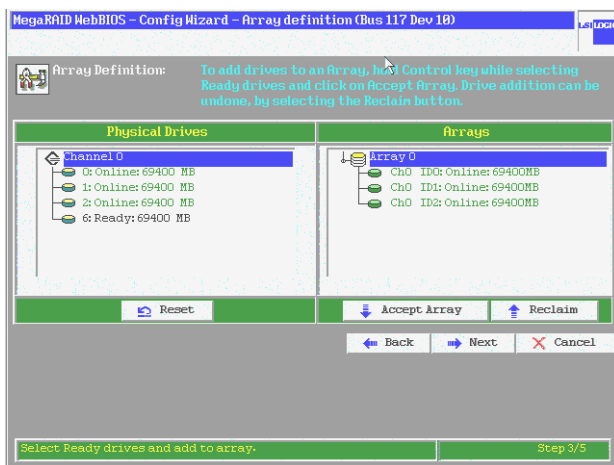 MegaRAID WebBIOS - Config Wizard - Array definition (Bus 117 Dev 10)
LSI LOGIC
Array Definition:
To add drives to an Array, hold Control key while selecting
Ready drives and click on Accept Array. Drive addition can be
undone, by selecting the Reclaim button.
Physical Drives
Channel 0
0: Online: 69400 MB
1: Online: 69400 MB
2: Online: 69400 MB
6: Ready: 69400 MB
Reset
Arrays
Array 0
Ch0 ID0: Online: 69400MB
Ch0 ID1: Online: 69400MB
Ch0 ID2: Online: 69400MB
Accept Array
Reclaim
Back
Next
Cancel
Select Ready drives and add to array.
Step 3/5